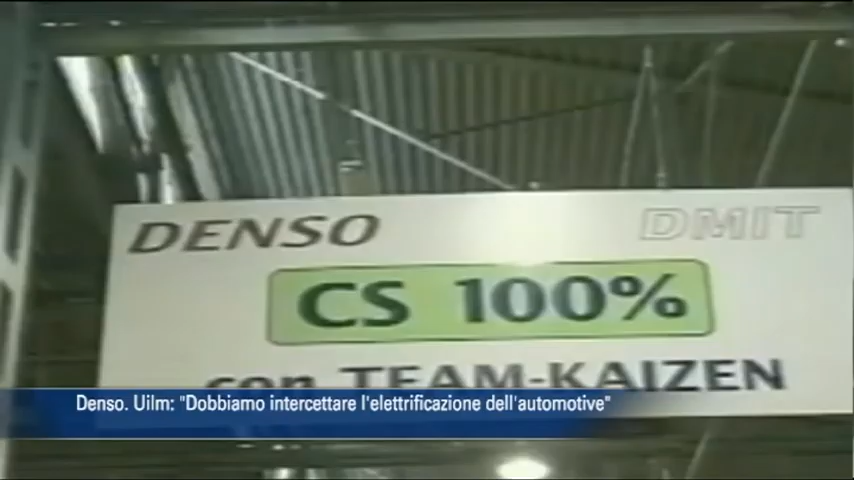 DENSO DMIT
CS 100%
con TEAM-KAIZEN
Denso. Uilm: "Dobbiamo intercettare l'elettrificazione dell'automotive"